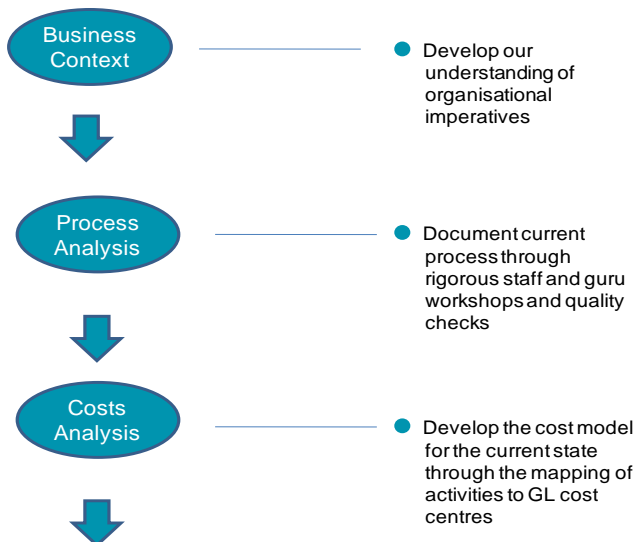 Business
Context
Develop our
understanding of
organisational
imperatives
Process
Analysis
Document current
process through
rigorous staff and guru
workshops and quality
checks
Costs
Analysis
Develop the cost model
for the current state
through the mapping of
activities to GL cost
centres